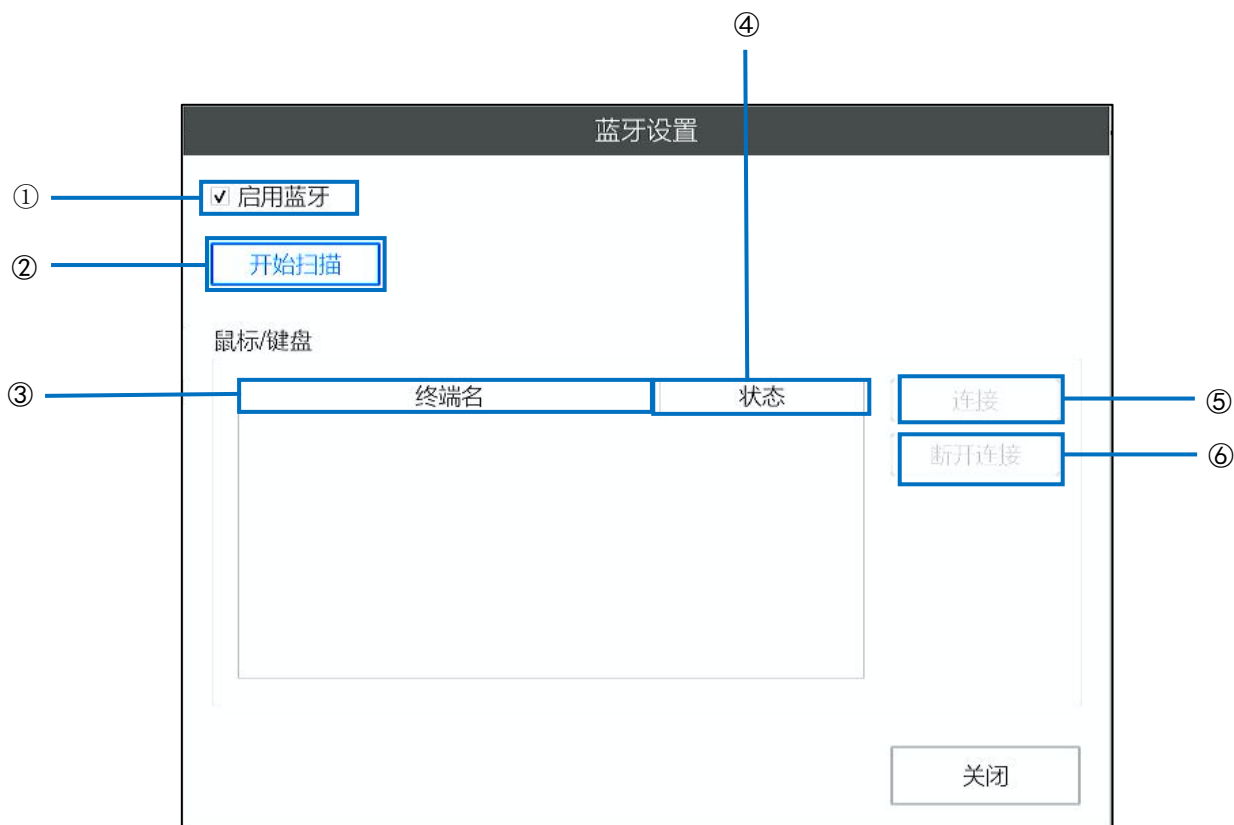 ④
蓝牙设置
① 启用蓝牙
② 开始扫描
鼠标/键盘
③ 终端名 状态 连接 ⑤
断开连接 ⑥
关闭